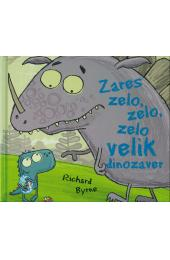 Zares
zelo,
zelo,
zelo
velik
dinozaver
Richard
Byrne